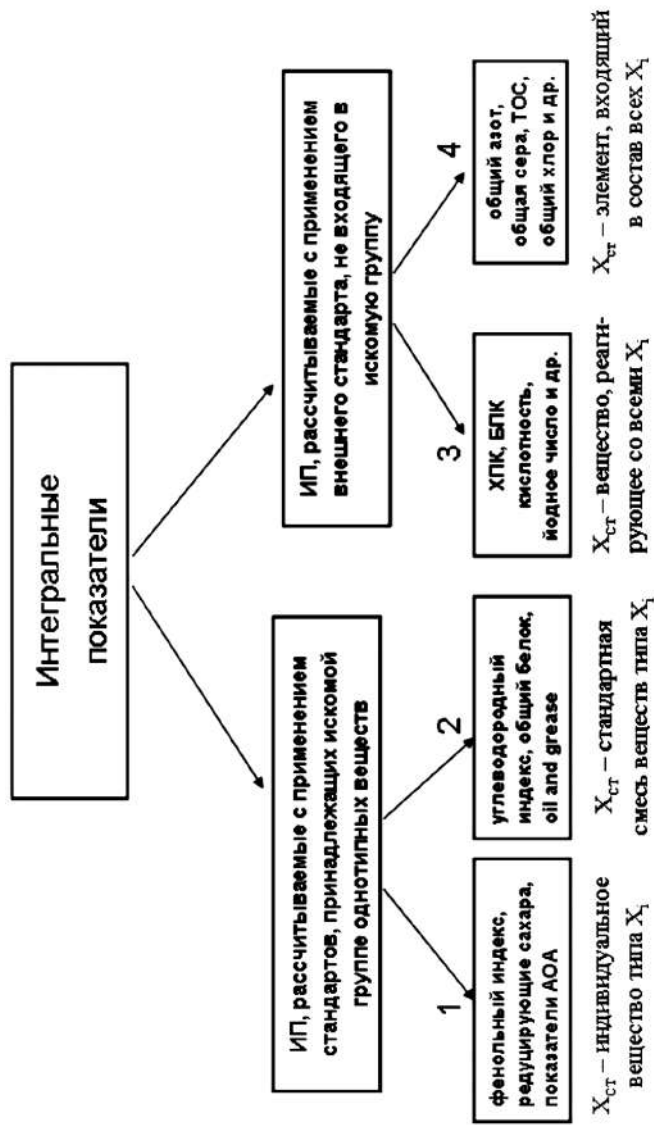 Интегральные
показатели
ИП, рассчитываемые с применением
стандартов, принадлежащих искомой
группе однотипных веществ
ИП, рассчитываемые с применением
внешнего стандарта, не входящего в
искомую группу
1
2
3
4
фенольный индекс,
редуцирующие сахара,
показатели АОА
углеводородный
индекс, общий белок,
oil and grease
ХПК, БПК
кислотность,
йодное число и др.
общий азот,
общая сера, ТОС,
общий хлор и др.
Xст – индивидуальное
вещество типа Xi
Xст – стандартная
смесь веществ типа Xi
Xст – вещество, реаги-
рующее со всеми Xi
Xст – элемент, входящий
в состав всех Xi